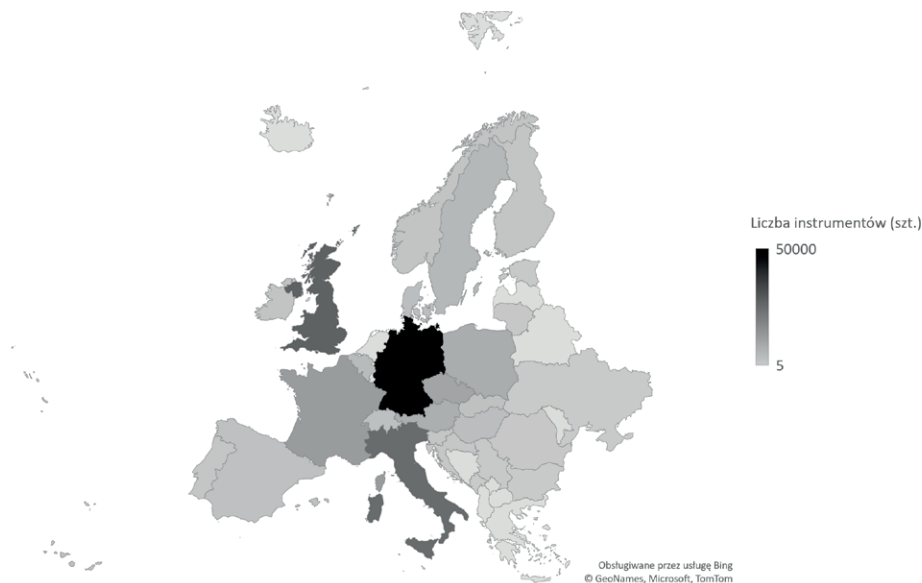 Liczba instrumentów (szt.)
50000
5
Obsługiwane przez usługę Bing
© GeoNames, Microsoft, TomTom